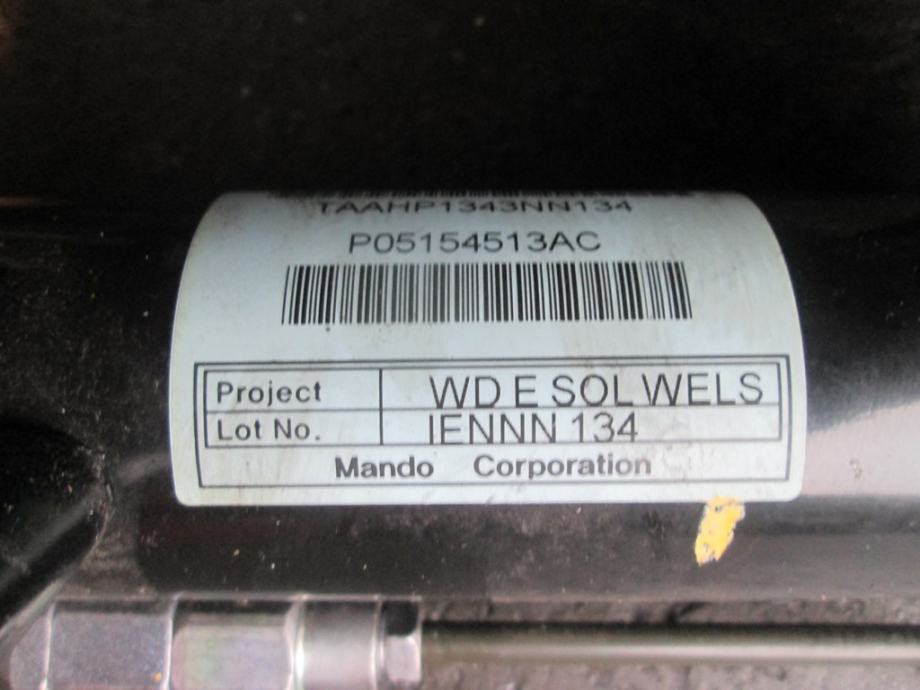 TAAHP1343NN134
P05154513AC
Project WD E SOL WELS
Lot No. IENNN 134
Mando Corporation